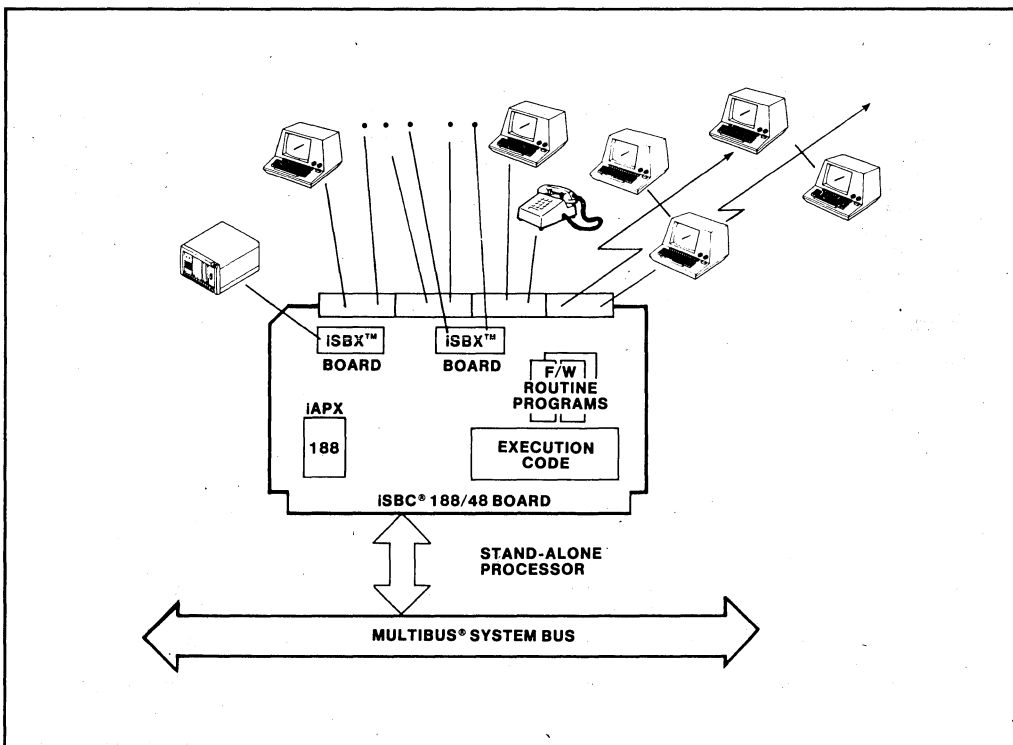 iSBX™
BOARD
iSBX™
BOARD
F/W
ROUTINE
PROGRAMS
iAPX
188
EXECUTION
CODE
iSBC® 188/48 BOARD
STAND-ALONE
PROCESSOR
MULTIBUS® SYSTEM BUS